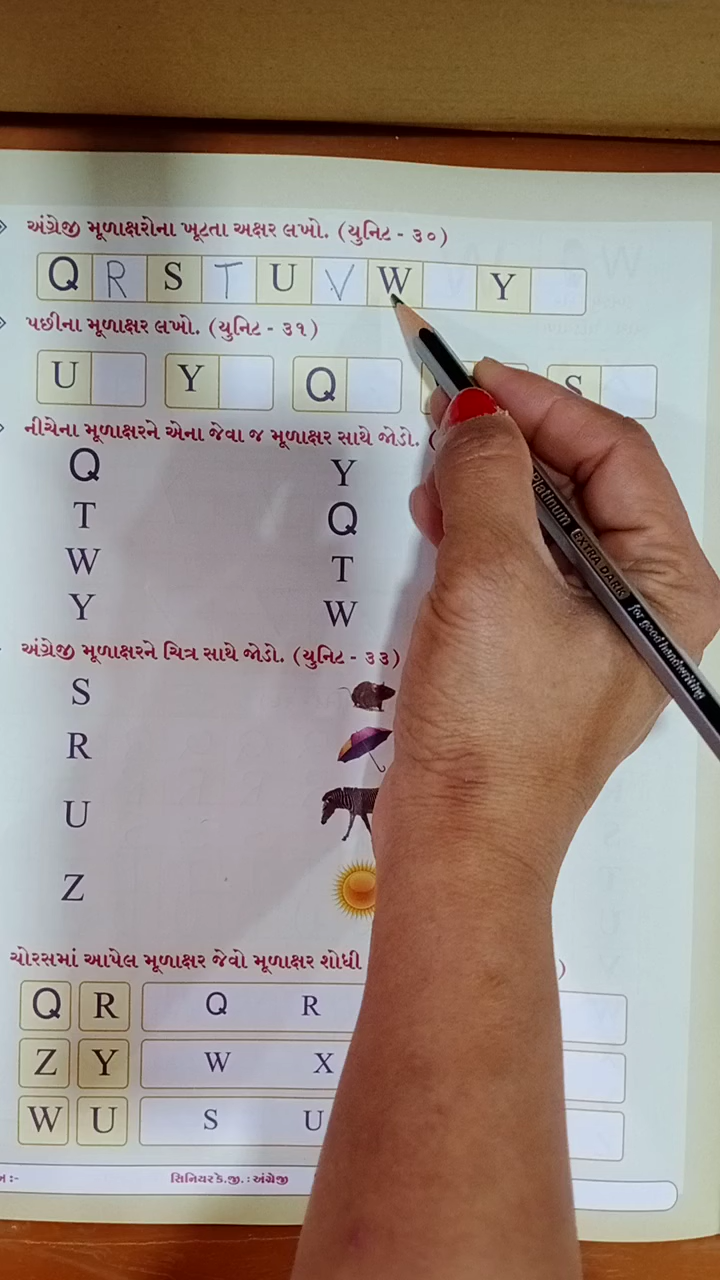 અંગ્રેજી મૂળાક્ષરોના ખૂટતા અક્ષર લખો. (યુનિટ - ૩૦)
Q R S T U V W Y
પછીના મૂળાક્ષર લખો. (યુનિટ - ૩૧)
U Y Q S
નીચેના મૂળાક્ષરને એના જેવા જ મૂળાક્ષર સાથે જોડો. (
Q Y
T Q
W T
Y W
અંગ્રેજી મૂળાક્ષરને ચિત્ર સાથે જોડો. (યુનિટ - ૩૩)
S
R
U
Z
ચોરસમાં આપેલ મૂળાક્ષર જેવો મૂળાક્ષર શોધી )
Q R Q R
Z Y W X
W U S U
સિનિયર કે.જી. : અંગ્રેજી
Platinum EXTRA DARK for good handwriting